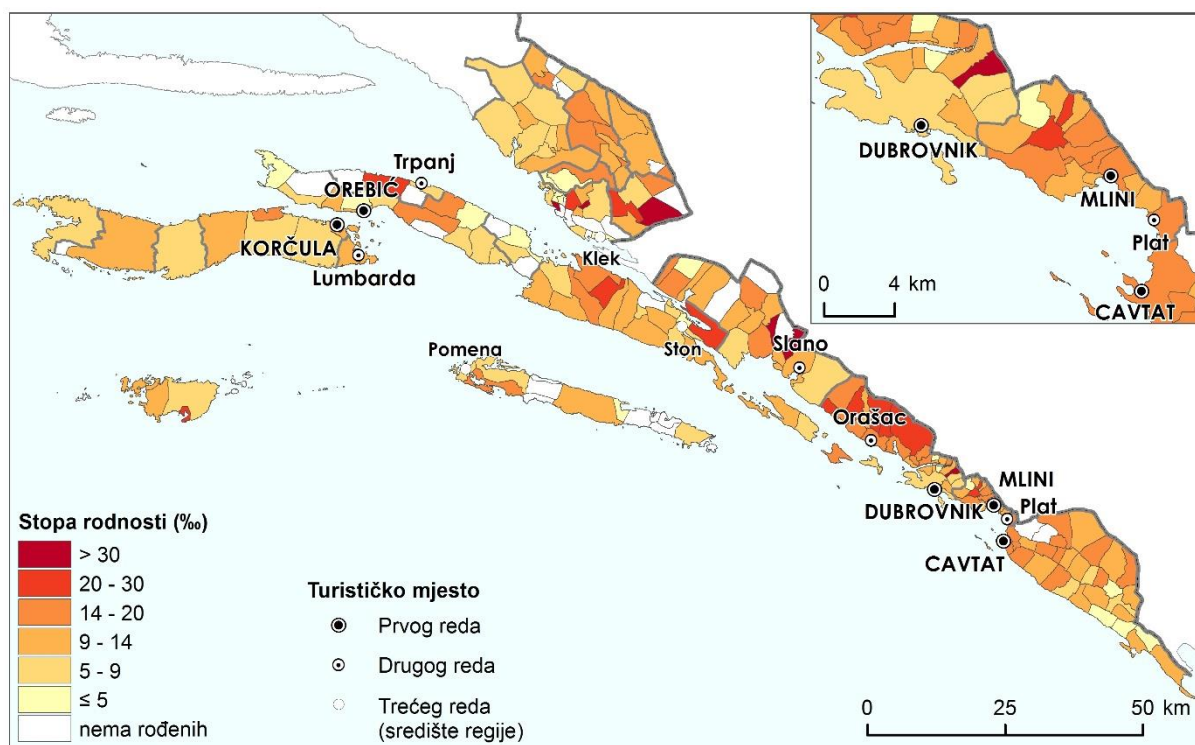 Trpanj
OREBIĆ
KORČULA
Lumbarda
Klek
Pomena
Ston
Slano
Orašac
DUBROVNIK
MLINI
Plat
CAVTAT
DUBROVNIK
MLINI
Plat
CAVTAT
0 4 km
Stopa rodnosti (‰)
> 30
20 - 30
14 - 20
9 - 14
5 - 9
≤ 5
nema rođenih
Turističko mjesto
Prvog reda
Drugog reda
Trećeg reda
(središte regije)
0 25 50 km